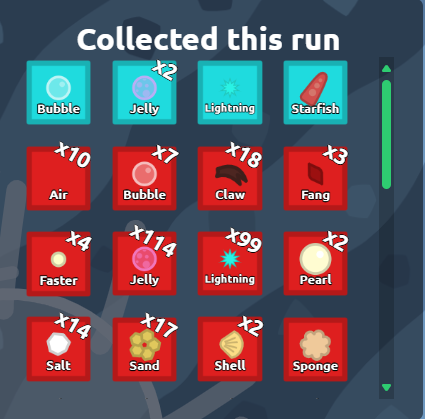 Collected this run
x2
Bubble Jelly Lightning Starfish
x10 x7 x18 x3
Air Bubble Claw Fang
x4 x114 x99 x2
Faster Jelly Lightning Pearl
x14 x17 x2
Salt Sand Shell Sponge